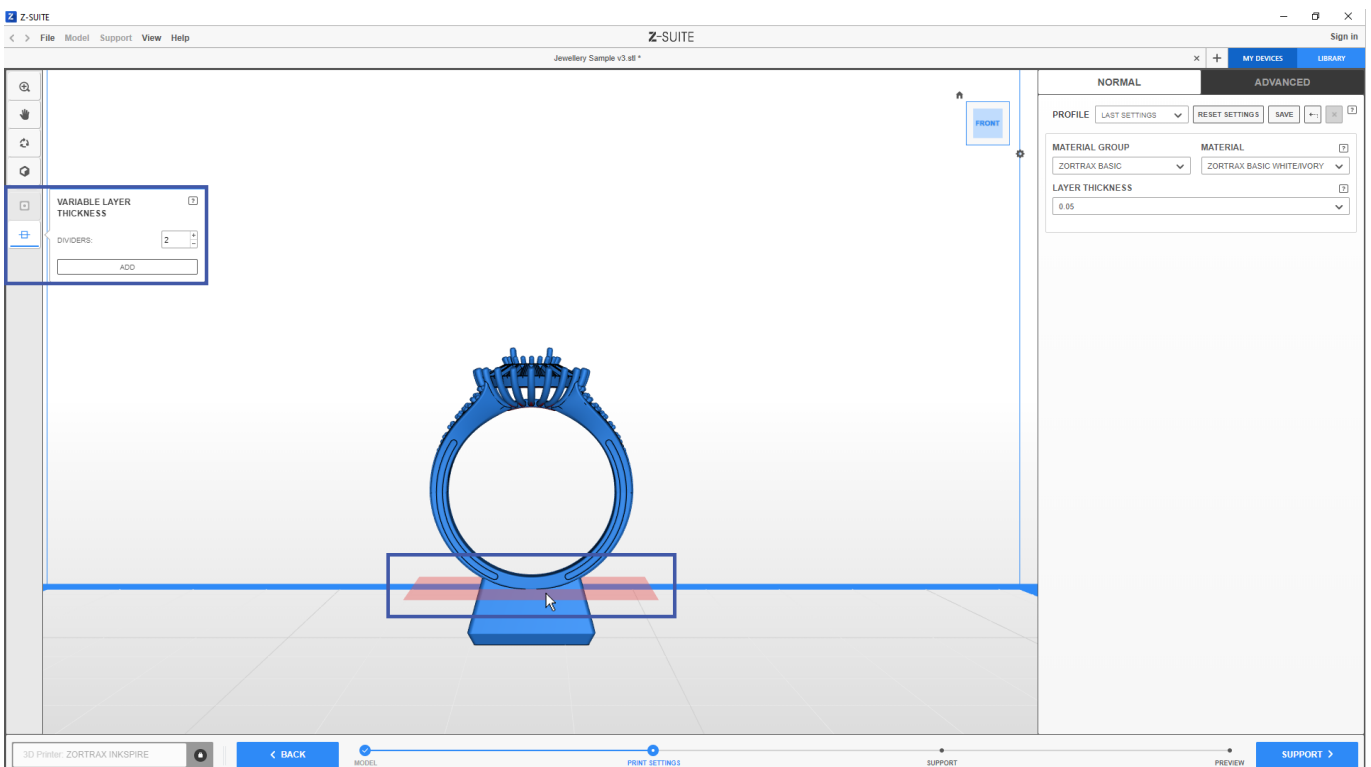 Z Z-SUITE
< > File Model Support View Help
Z-SUITE
Sign in
Jewellery Sample v3.stl *
MY DEVICES
LIBRARY
FRONT
VARIABLE LAYER
THICKNESS
DIVIDERS: 2
ADD
NORMAL
ADVANCED
PROFILE LAST SETTINGS RESET SETTINGS SAVE
MATERIAL GROUP MATERIAL
ZORTRAX BASIC ZORTRAX BASIC WHITE/IVORY
LAYER THICKNESS
0.05
3D Printer: ZORTRAX INKSPIRE
< BACK
MODEL
PRINT SETTINGS
SUPPORT
PREVIEW
SUPPORT >